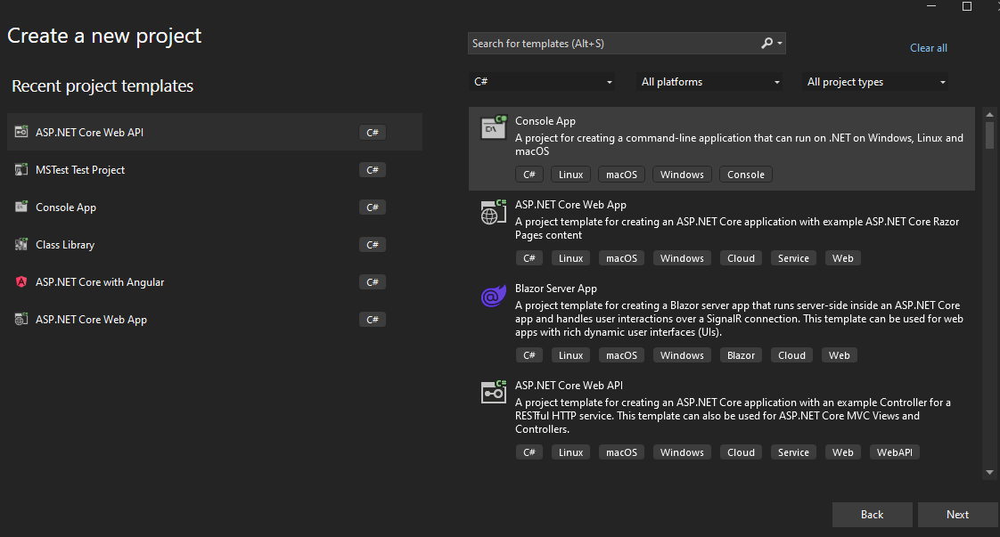 Create a new project
Search for templates (Alt+S)
Clear all
C#
All platforms
All project types
Recent project templates
ASP.NET Core Web API C#
MSTest Test Project C#
Console App C#
Class Library C#
ASP.NET Core with Angular C#
ASP.NET Core Web App C#
C#
D:\
Console App
A project for creating a command-line application that can run on .NET on Windows, Linux and
macOS
C# Linux macOS Windows Console
C#
ASP.NET Core Web App
A project template for creating an ASP.NET Core application with example ASP.NET Core Razor
Pages content
C# Linux macOS Windows Cloud Service Web
Blazor Server App
A project template for creating a Blazor server app that runs server-side inside an ASP.NET Core
app and handles user interactions over a SignalR connection. This template can be used for web
apps with rich dynamic user interfaces (UIs).
C# Linux macOS Windows Blazor Cloud Web
C#
ASP.NET Core Web API
A project template for creating an ASP.NET Core application with an example Controller for a
RESTful HTTP service. This template can also be used for ASP.NET Core MVC Views and
Controllers.
C# Linux macOS Windows Cloud Service Web WebAPI
Back
Next